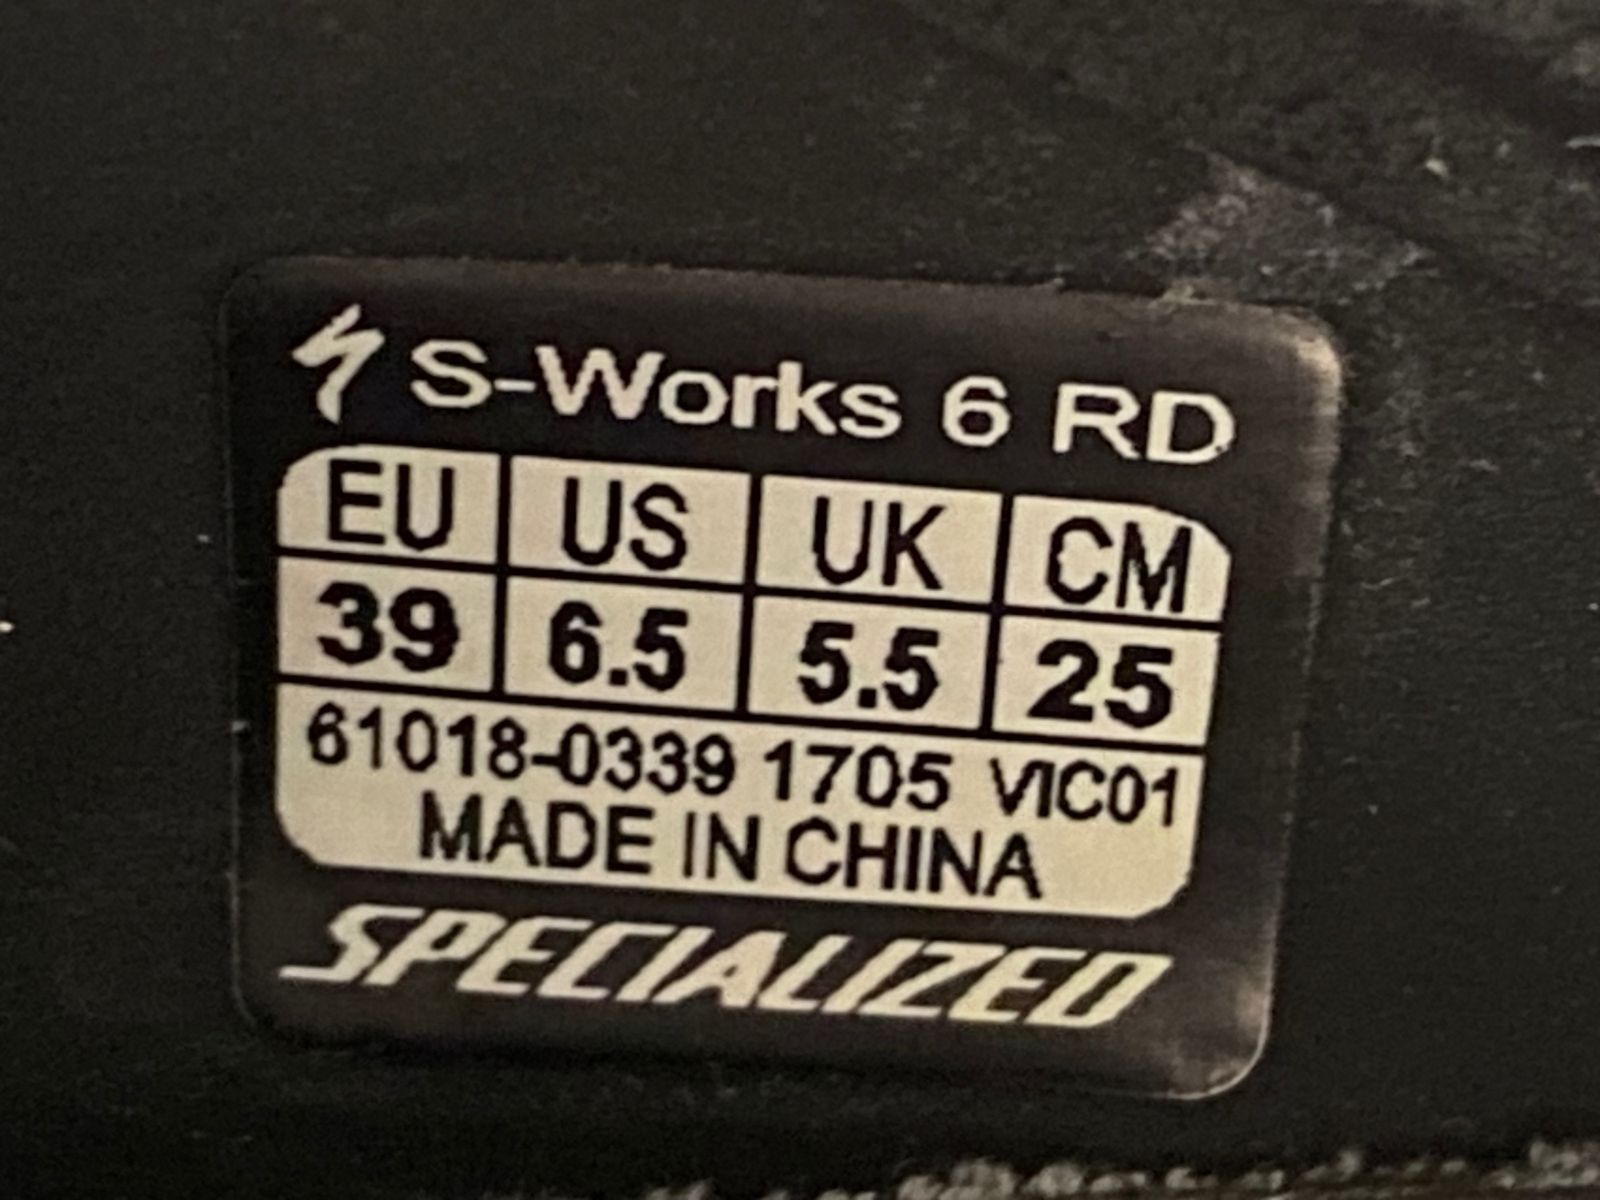 S-Works 6 RD
EU US UK CM
39 6.5 5.5 25
61018-0339 1705 VIC01
MADE IN CHINA
SPECIALIZED